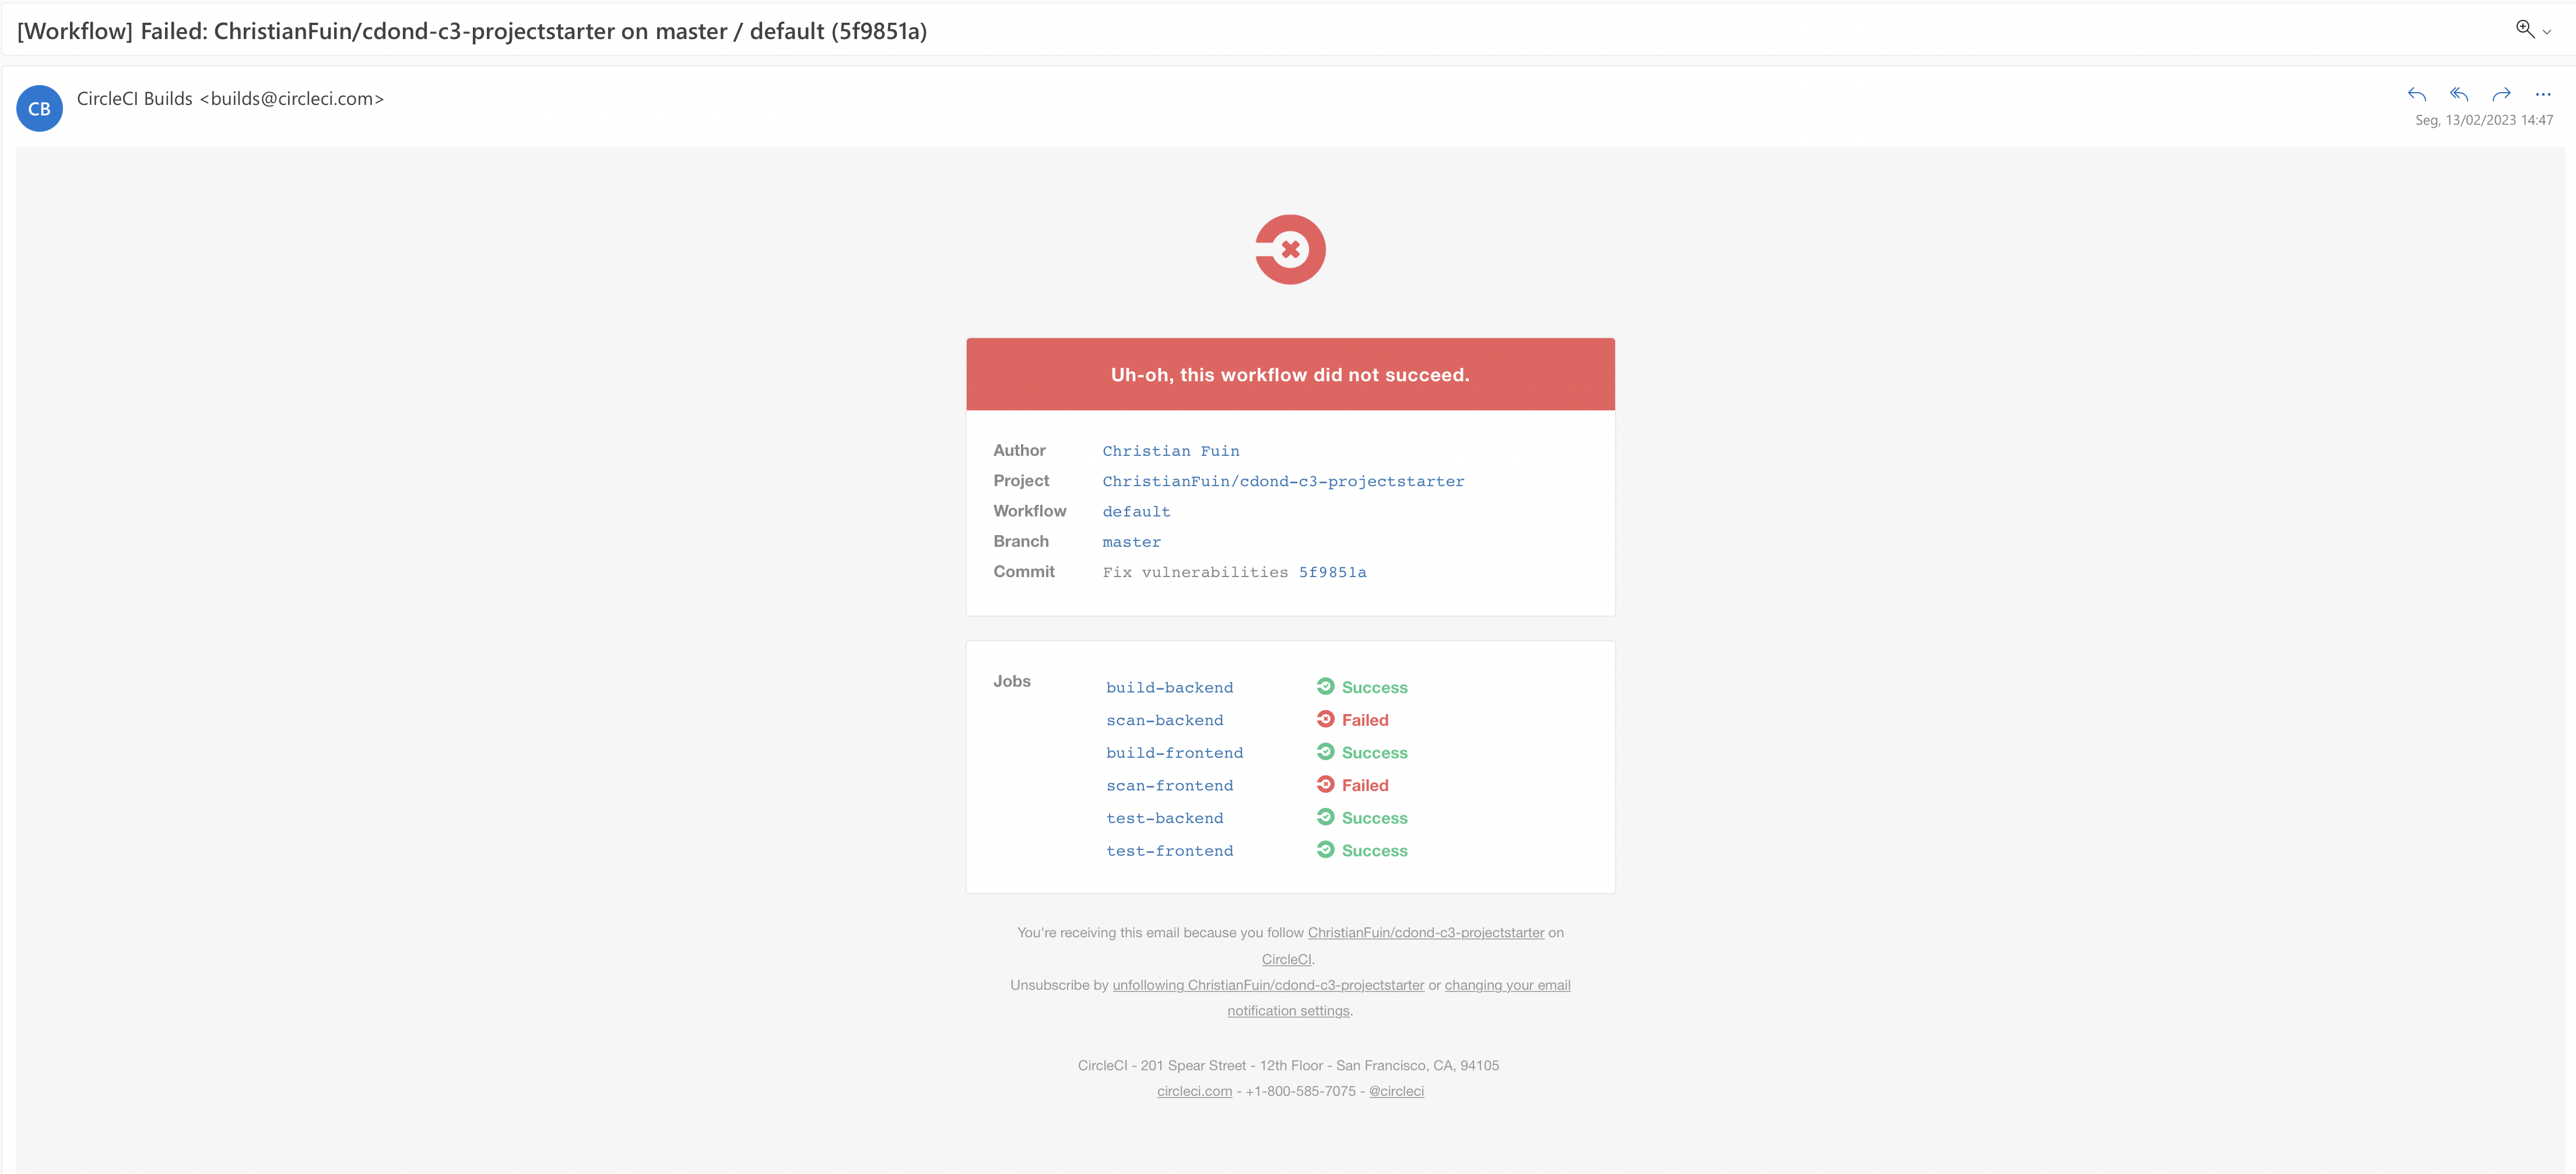 [Workflow] Failed: ChristianFuin/cdond-c3-projectstarter on master / default (5f9851a)
CB
CircleCI Builds <builds@circleci.com>
Seg, 13/02/2023 14:47
Uh-oh, this workflow did not succeed.
Author Christian Fuin
Project ChristianFuin/cdond-c3-projectstarter
Workflow default
Branch master
Commit Fix vulnerabilities 5f9851a
Jobs build-backend Success
scan-backend Failed
build-frontend Success
scan-frontend Failed
test-backend Success
test-frontend Success
You're receiving this email because you follow ChristianFuin/cdond-c3-projectstarter on
CircleCI.
Unsubscribe by unfollowing ChristianFuin/cdond-c3-projectstarter or changing your email
notification settings.
CircleCI - 201 Spear Street - 12th Floor - San Francisco, CA, 94105
circleci.com - +1-800-585-7075 - @circleci